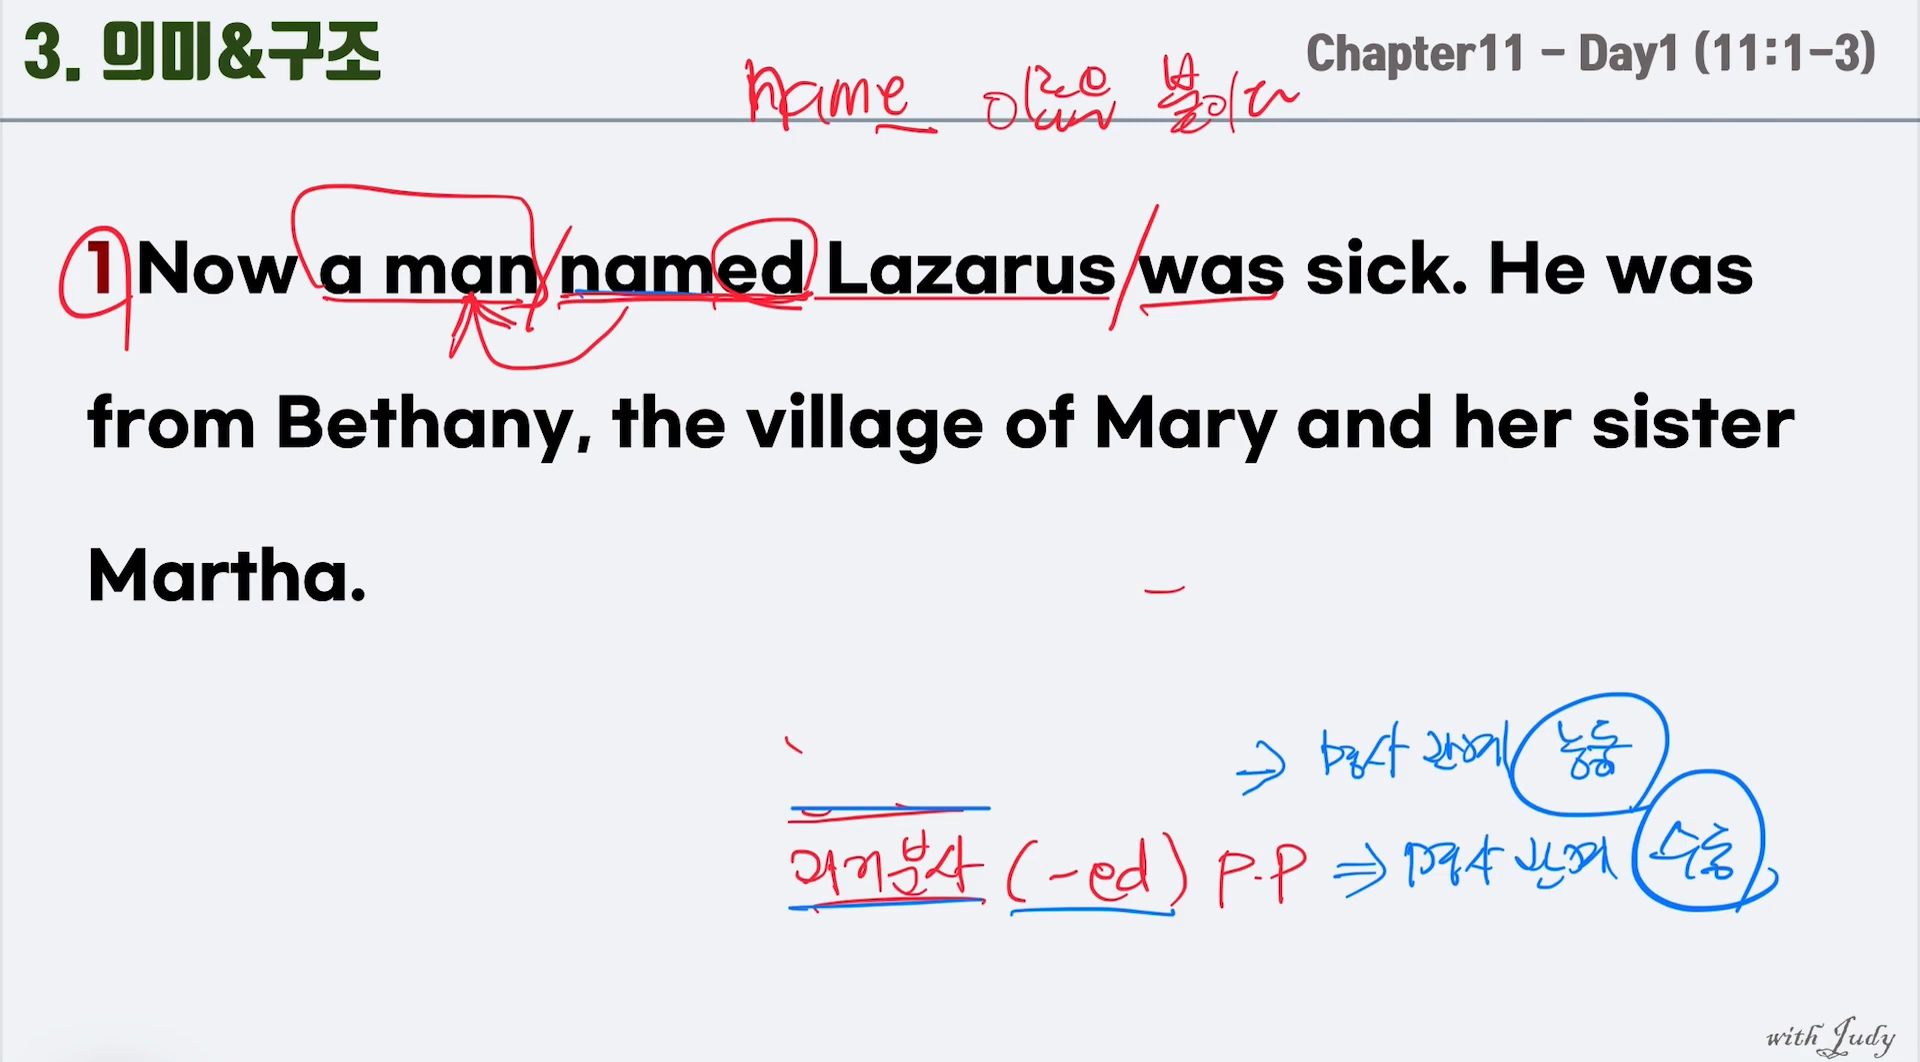 3. 의미&구조
Chapter11 – Day1 (11:1-3)
name 이름을 붙이다
1 Now a man / named Lazarus / was sick. He was
from Bethany, the village of Mary and her sister
Martha.
⇒ 명사 관계 능동
과거분사 (-ed) P.P ⇒ 명사 관계 수동
with Judy